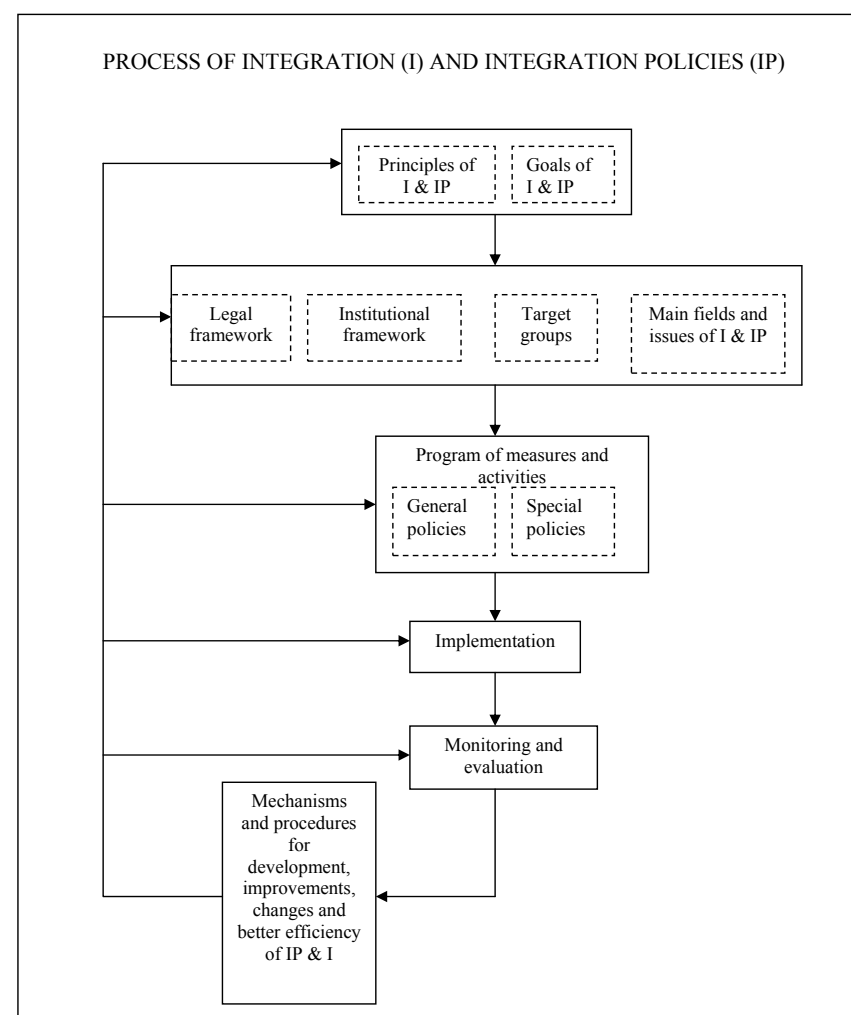 PROCESS OF INTEGRATION (I) AND INTEGRATION POLICIES (IP)
Principles of
I & IP
Goals of
I & IP
Legal
framework
Institutional
framework
Target
groups
Main fields and
issues of I & IP
Program of measures and
activities
General
policies
Special
policies
Implementation
Monitoring and
evaluation
Mechanisms
and procedures
for
development,
improvements,
changes and
better efficiency
of IP & I